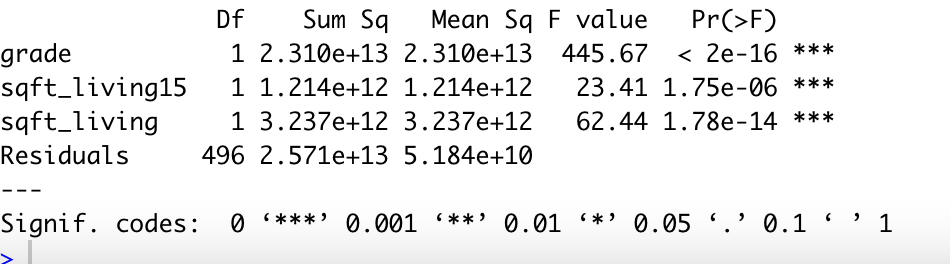 Df    Sum Sq   Mean Sq F value   Pr(>F)
grade           1 2.310e+13 2.310e+13  445.67  < 2e-16 ***
sqft_living15   1 1.214e+12 1.214e+12   23.41 1.75e-06 ***
sqft_living     1 3.237e+12 3.237e+12   62.44 1.78e-14 ***
Residuals     496 2.571e+13 5.184e+10
---
Signif. codes:  0 ‘***’ 0.001 ‘**’ 0.01 ‘*’ 0.05 ‘.’ 0.1 ‘ ’ 1
>